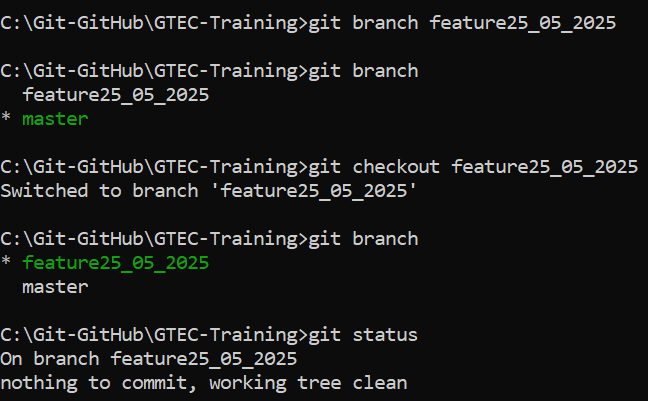 C:\Git-GitHub\GTEC-Training>git branch feature25_05_2025
C:\Git-GitHub\GTEC-Training>git branch
  feature25_05_2025
* master
C:\Git-GitHub\GTEC-Training>git checkout feature25_05_2025
Switched to branch 'feature25_05_2025'
C:\Git-GitHub\GTEC-Training>git branch
* feature25_05_2025
  master
C:\Git-GitHub\GTEC-Training>git status
On branch feature25_05_2025
nothing to commit, working tree clean